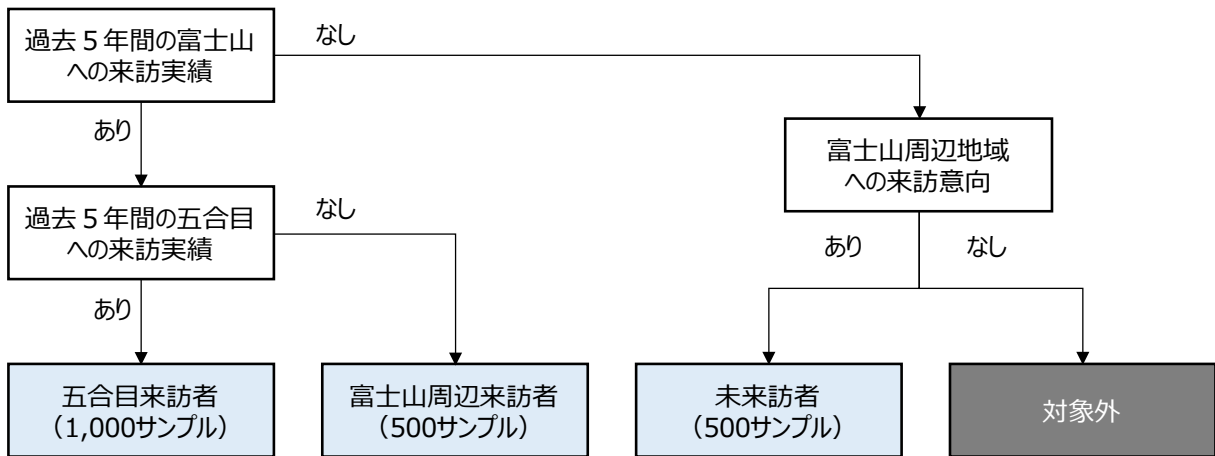 過去５年間の富士山
への来訪実績
なし
あり
富士山周辺地域
への来訪意向
過去５年間の五合目
への来訪実績
なし
あり
なし
あり
五合目来訪者
（1,000サンプル）
富士山周辺来訪者
（500サンプル）
未来訪者
（500サンプル）
対象外